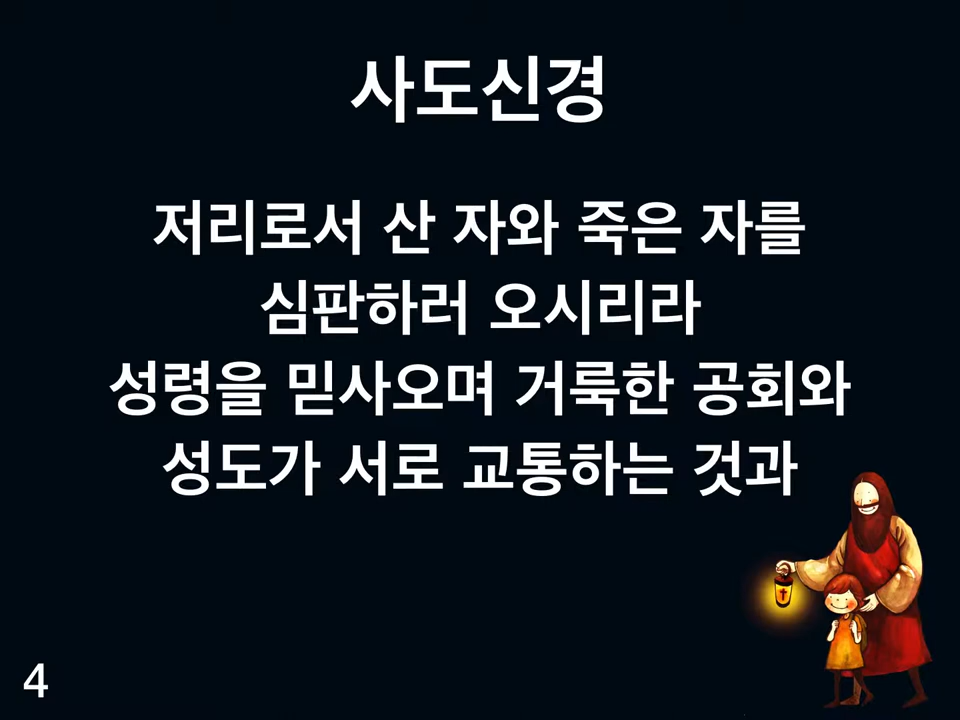 사도신경
저리로서 산 자와 죽은 자를
심판하러 오시리라
성령을 믿사오며 거룩한 공회와
성도가 서로 교통하는 것과
4